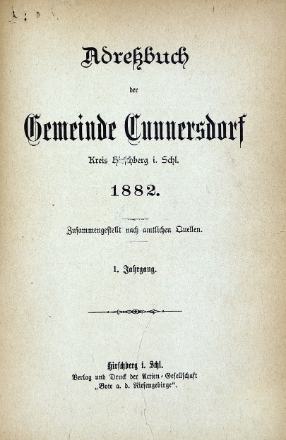 Adreßbuch
der
Gemeinde Cunnersdorf
Kreis Hirschberg i. Schl.
1882.
Zusammengestellt nach amtlichen Quellen.
1. Jahrgang.
Hirschberg i. Schl.
Verlag und Druck der Actien-Gesellschaft
„Bote a. d. Riesengebirge".